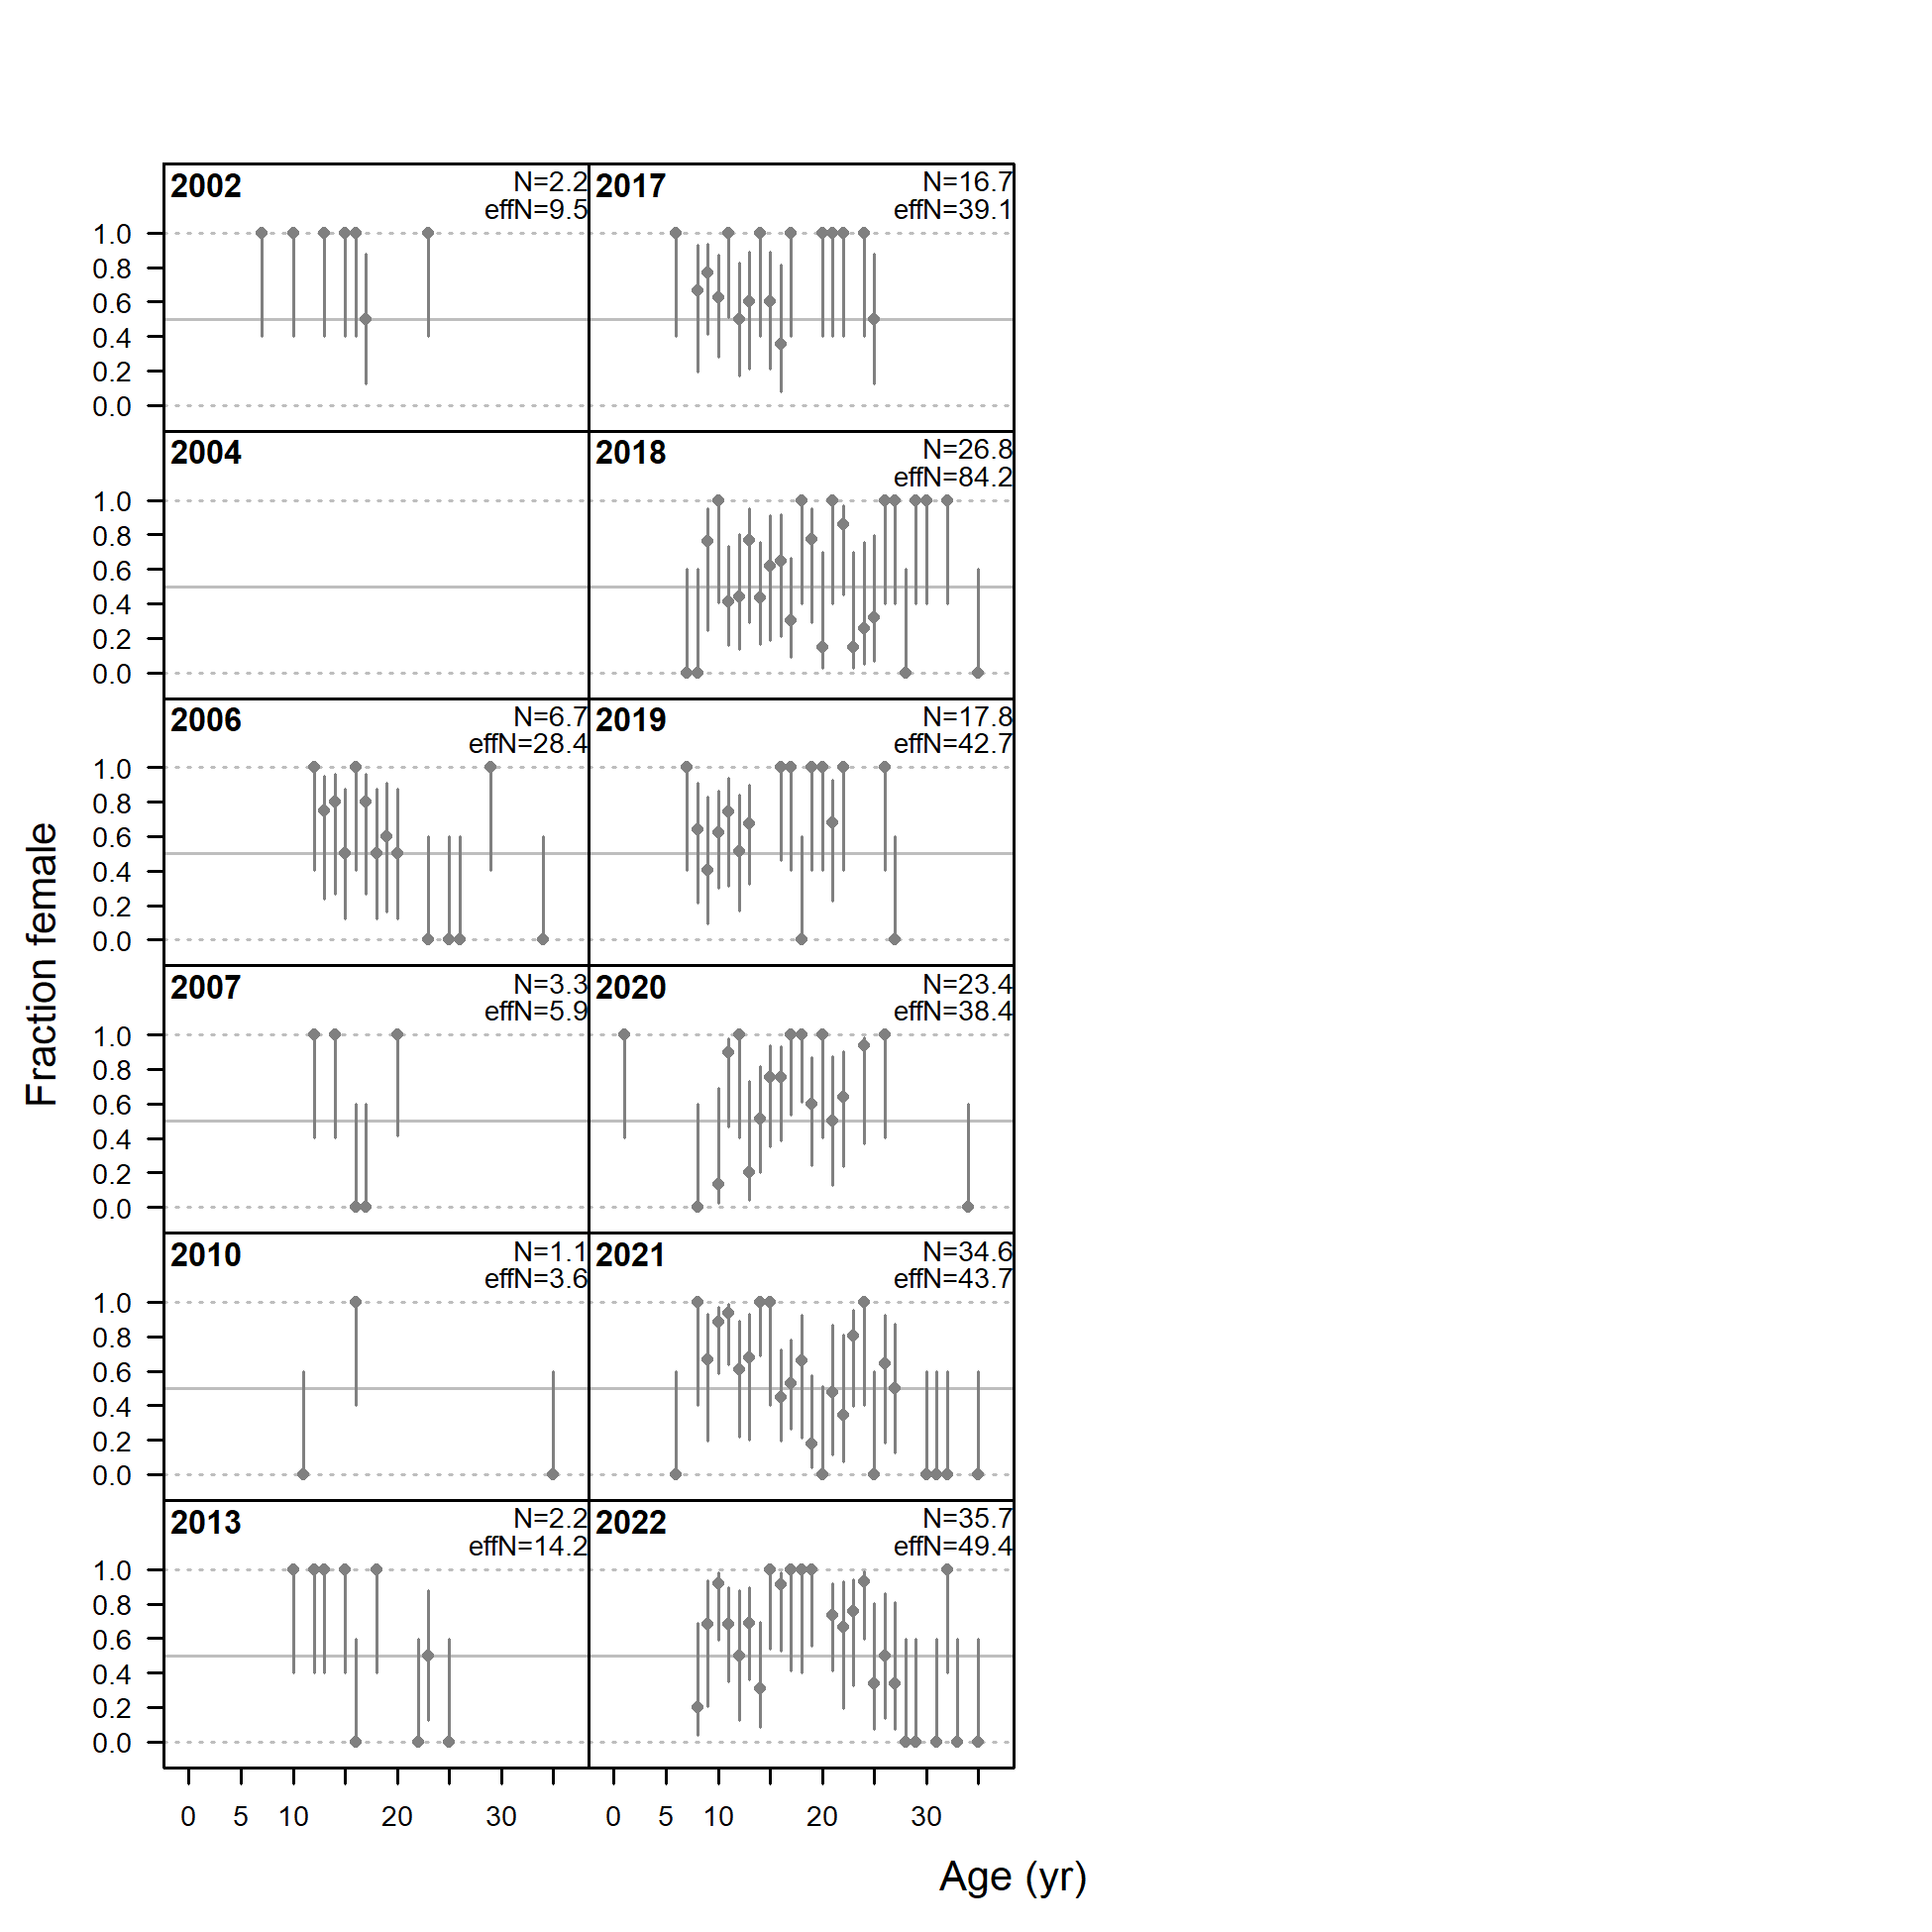 2002
N=2.2
effN=9.5
2017
N=16.7
effN=39.1
1.0
0.8
0.6
0.4
0.2
0.0
2004
2018
N=26.8
effN=84.2
1.0
0.8
0.6
0.4
0.2
0.0
2006
N=6.7
effN=28.4
2019
N=17.8
effN=42.7
1.0
0.8
0.6
0.4
0.2
0.0
Fraction female
2007
N=3.3
effN=5.9
2020
N=23.4
effN=38.4
1.0
0.8
0.6
0.4
0.2
0.0
2010
N=1.1
effN=3.6
2021
N=34.6
effN=43.7
1.0
0.8
0.6
0.4
0.2
0.0
2013
N=2.2
effN=14.2
2022
N=35.7
effN=49.4
1.0
0.8
0.6
0.4
0.2
0.0
0 5 10 20 30 0 5 10 20 30
Age (yr)